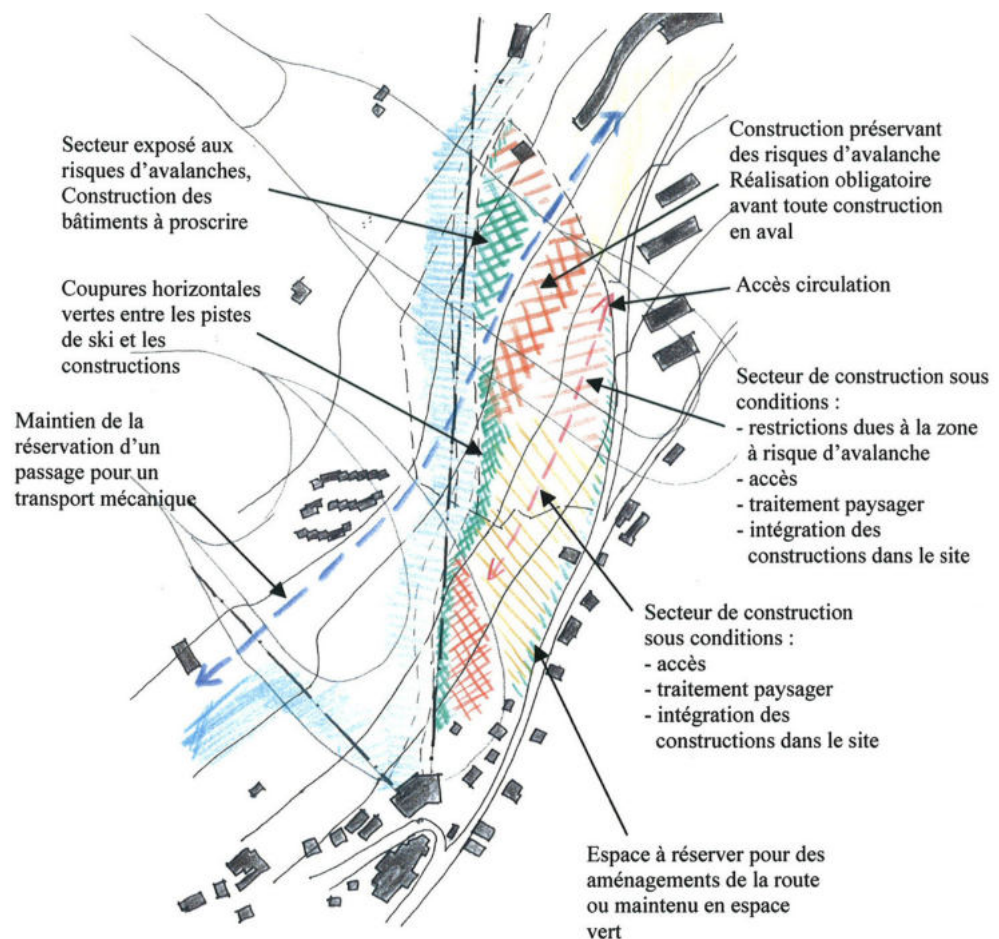 Secteur exposé aux
risques d'avalanches,
Construction des
bâtiments à proscrire
Coupures horizontales
vertes entre les pistes
de ski et les
constructions
Maintien de la
réservation d'un
passage pour un
transport mécanique
Construction préservant
des risques d'avalanche
Réalisation obligatoire
avant toute construction
en aval
Accès circulation
Secteur de construction sous
conditions :
- restrictions dues à la zone
à risque d'avalanche
- accès
- traitement paysager
- intégration des
constructions dans le site
Secteur de construction
sous conditions :
- accès
- traitement paysager
- intégration des
constructions dans le site
Espace à réserver pour des
aménagements de la route
ou maintenu en espace
vert